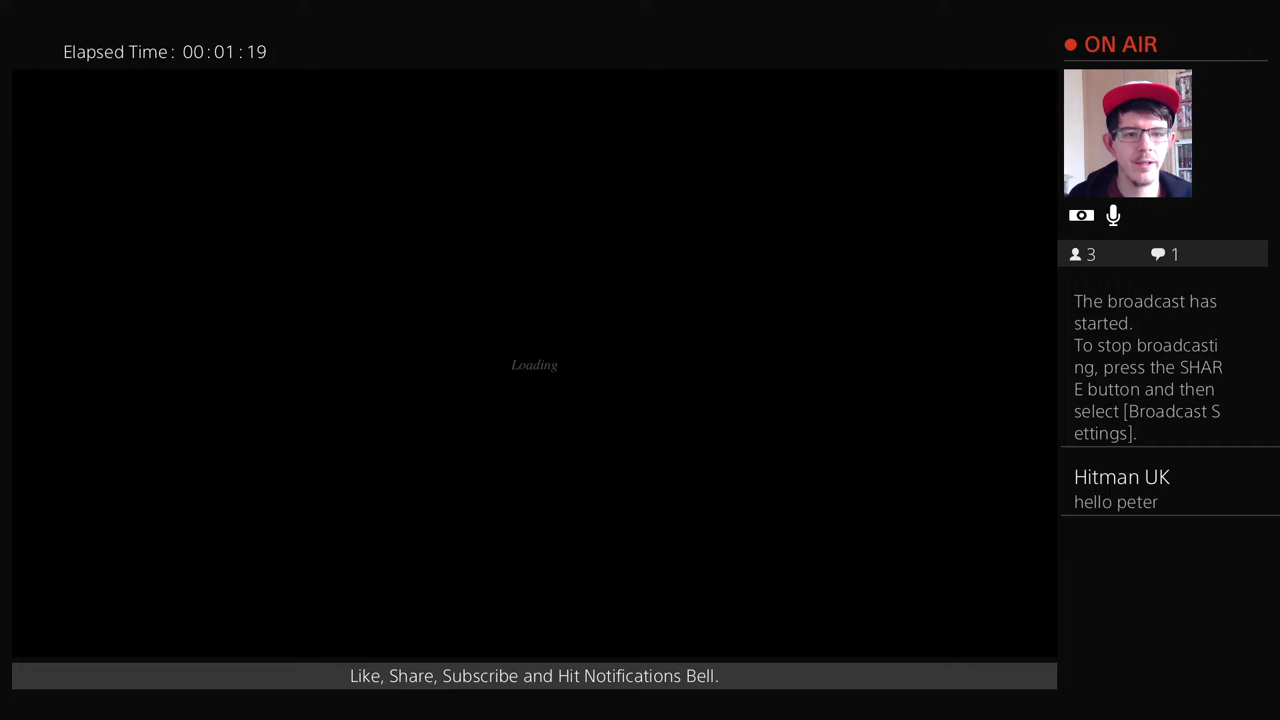 Elapsed Time: 00:01:19
ON AIR
3
1
The broadcast has
started.
To stop broadcasti
ng, press the SHAR
E button and then
select [Broadcast S
ettings].
Hitman UK
hello peter
Loading
Like, Share, Subscribe and Hit Notifications Bell.